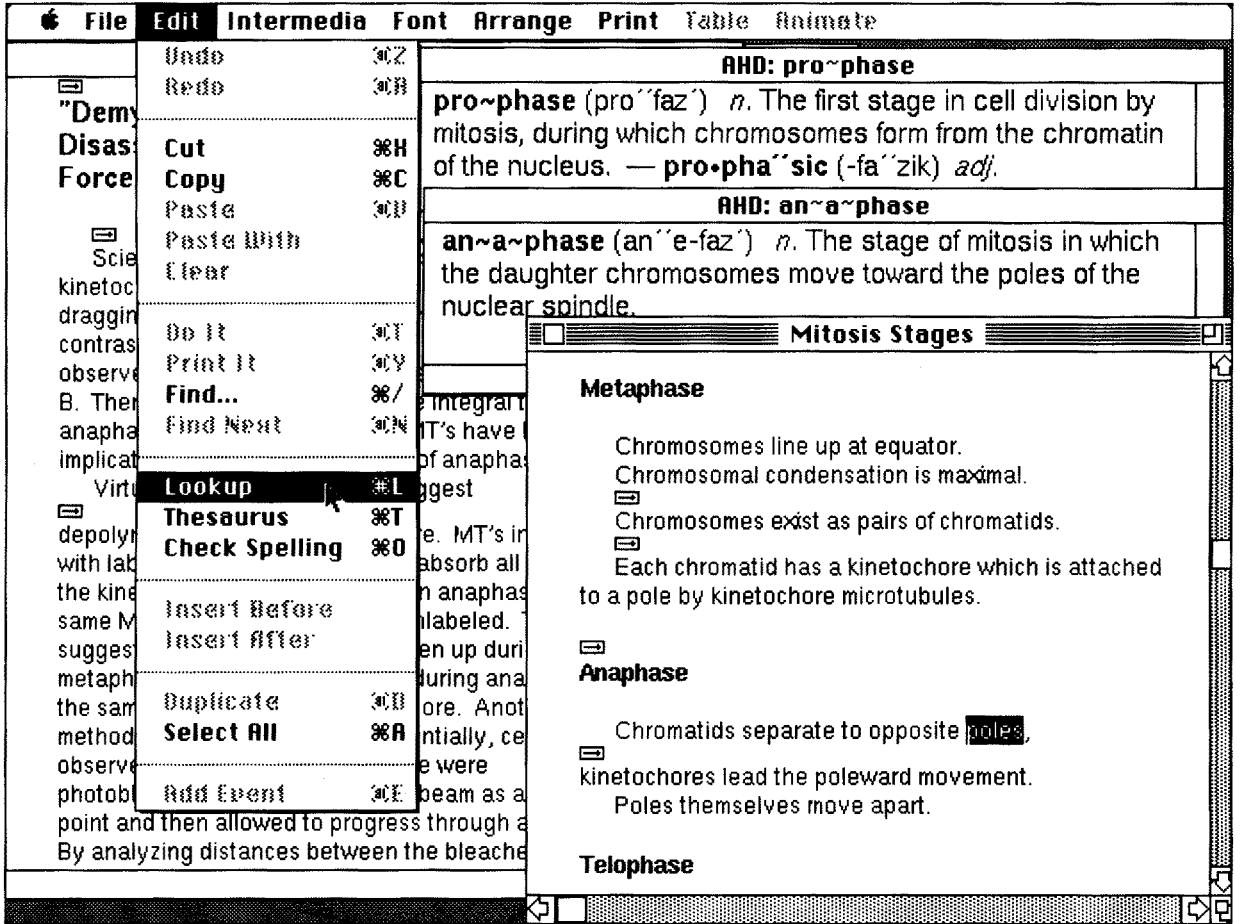 File Edit Intermedia Font Arrange Print Table Animate
Undo ⌘Z
Redo ⌘R
Cut ⌘X
Copy ⌘C
Paste ⌘V
Paste With
Clear
Do It
Print It ⌘Y
Find... ⌘/
Find Next ⌘N
Lookup ⌘L
Thesaurus ⌘T
Check Spelling ⌘O
Insert Before
Insert After
Duplicate ⌘D
Select All ⌘A
Add Event ⌘E
AHD: pro~phase
pro~phase (pro´´faz´) n. The first stage in cell division by
mitosis, during which chromosomes form from the chromatin
of the nucleus. — pro•pha´´sic (-fa´´zik) adj.
AHD: an~a~phase
an~a~phase (an´´e-faz´) n. The stage of mitosis in which
the daughter chromosomes move toward the poles of the
nuclear spindle.
"Demy
Disas
Force
Scie
kinetoc
draggin
contras
observe
B. Ther e integral t
anapha MT's have
implicat of anapha
Virtu ggest
depolyr re. MT's in
with lab absorb all
the kine n anaphas
same M nlabeled. T
sugges en up duri
metaph during ana
the sam ore. Anot
method ntially, ce
observe e were
photobl beam as a
point and then allowed to progress through a
By analyzing distances between the bleache
Mitosis Stages
Metaphase
Chromosomes line up at equator.
Chromosomal condensation is maximal.
Chromosomes exist as pairs of chromatids.
Each chromatid has a kinetochore which is attached
to a pole by kinetochore microtubules.
Anaphase
Chromatids separate to opposite poles,
kinetochores lead the poleward movement.
Poles themselves move apart.
Telophase